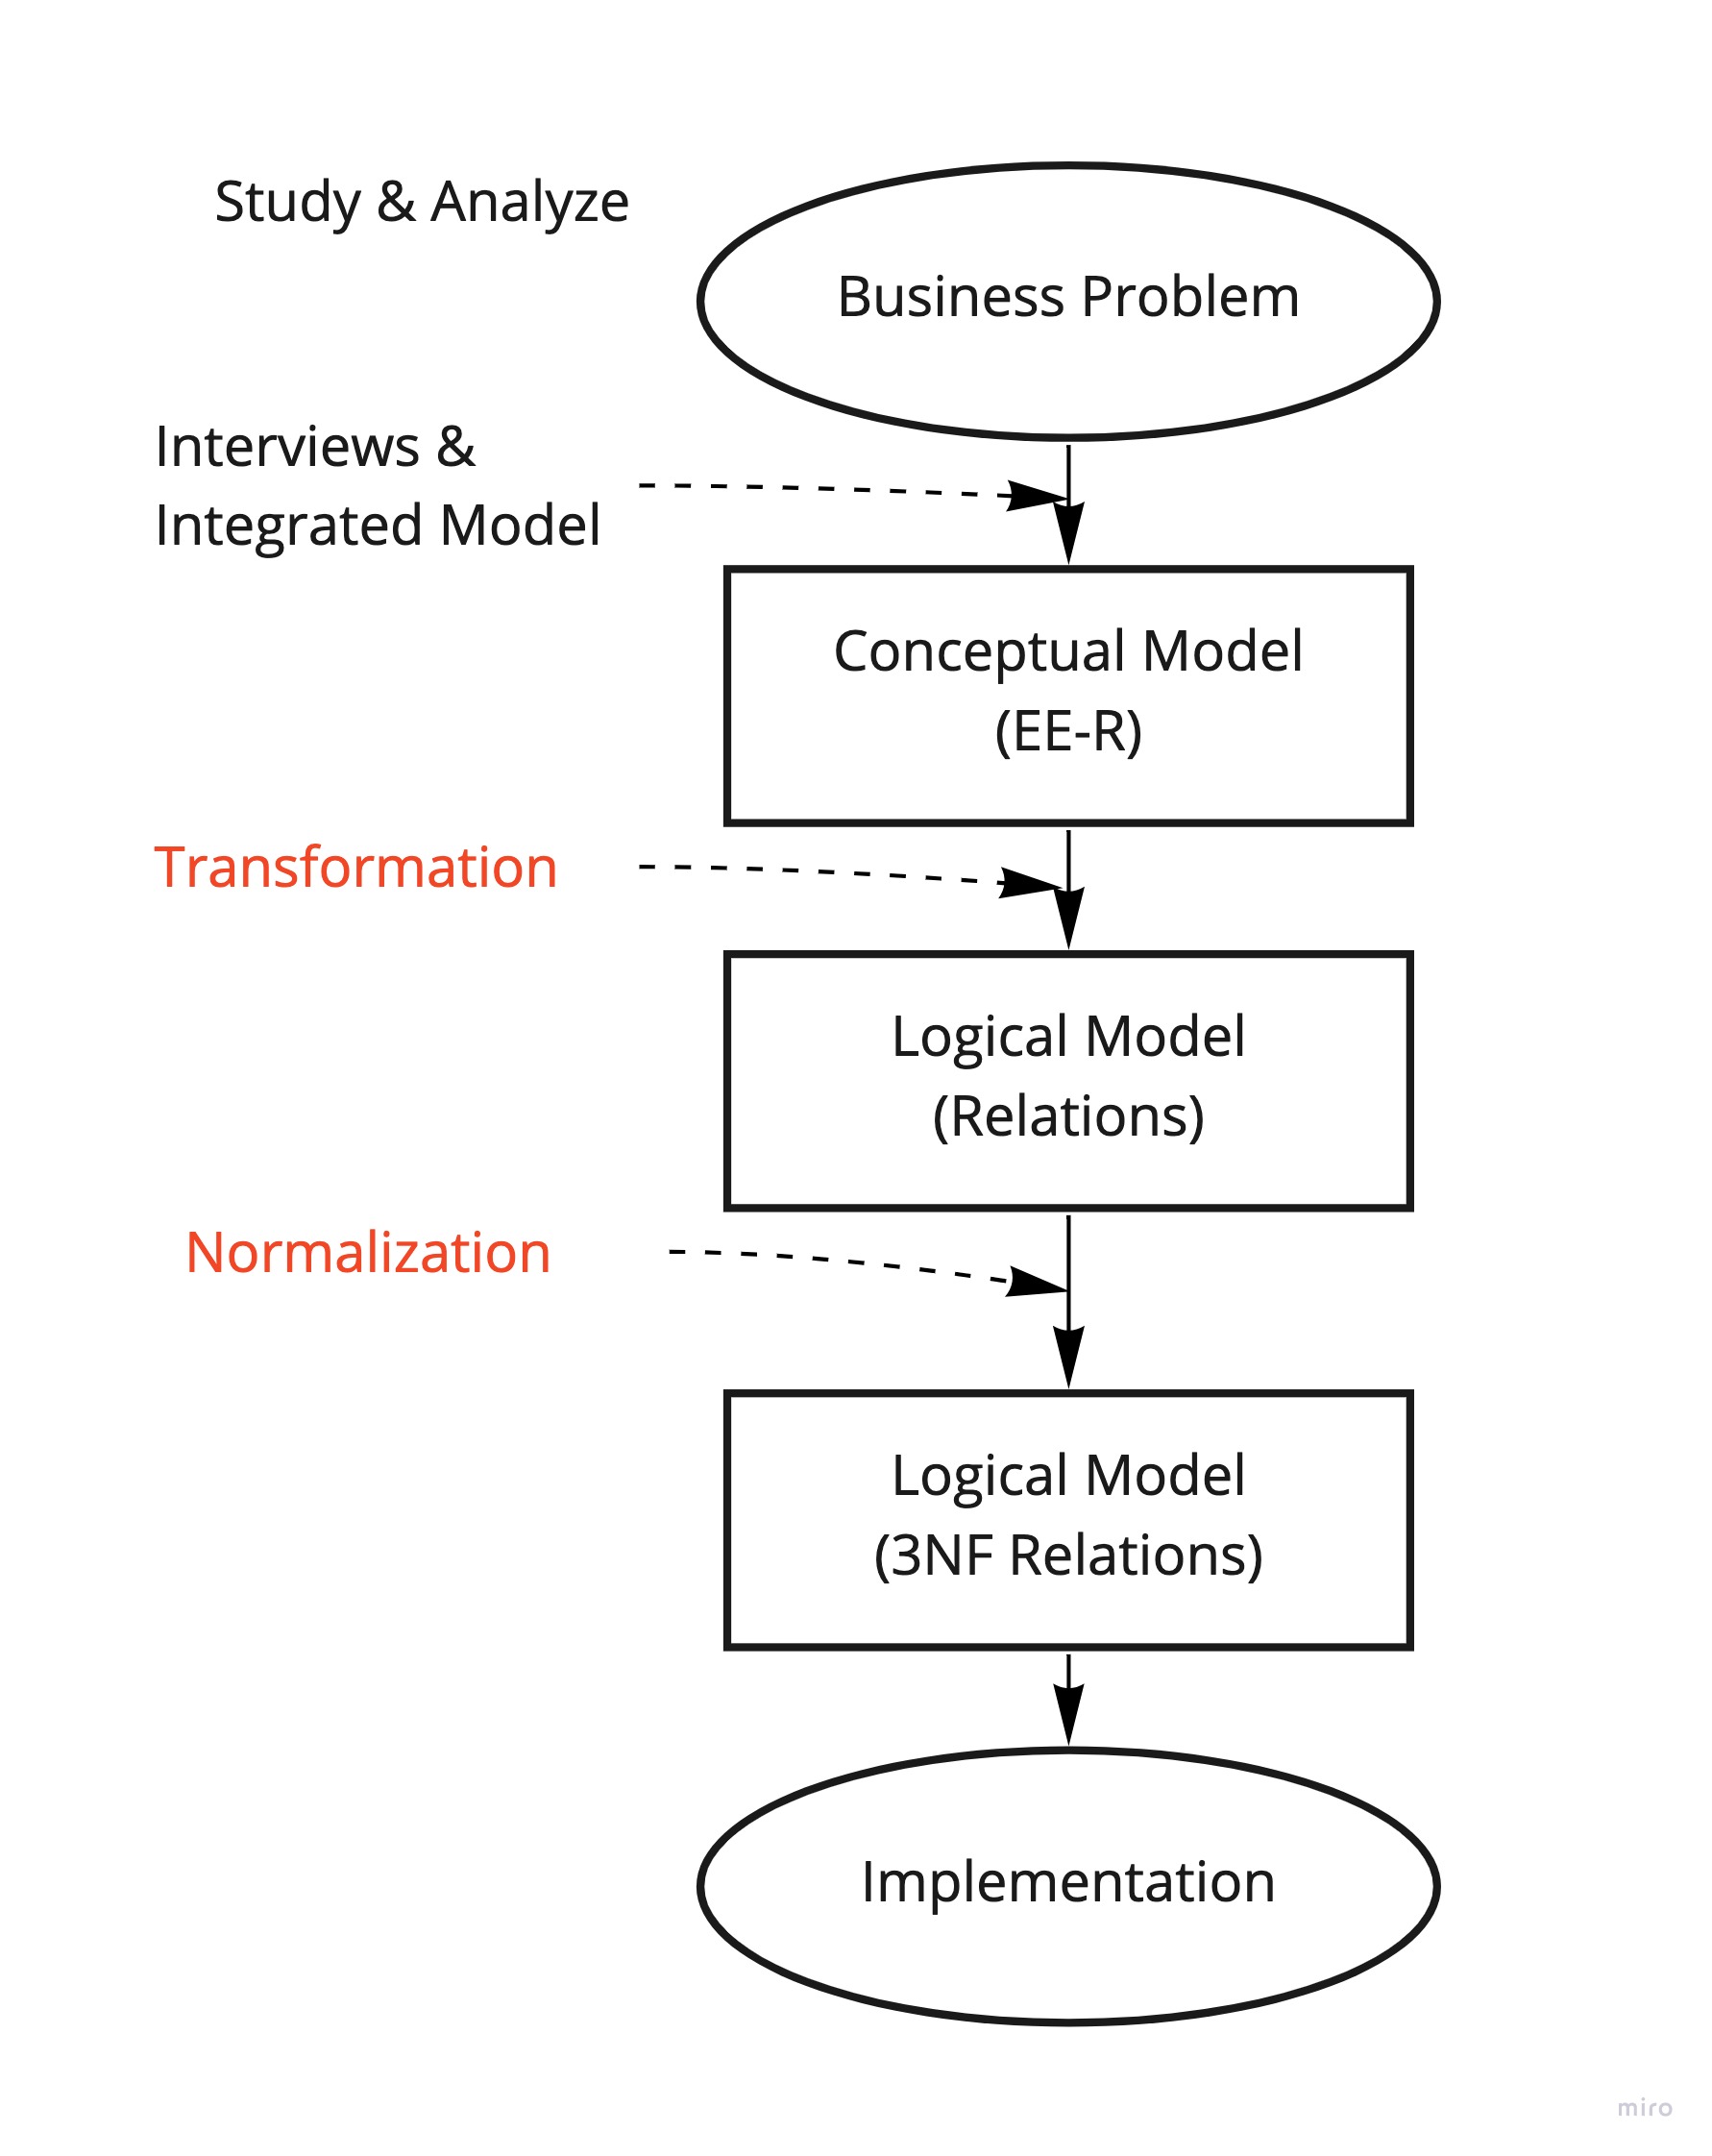 Study & Analyze
Business Problem
Interviews &
Integrated Model
Conceptual Model
(EE-R)
Transformation
Logical Model
(Relations)
Normalization
Logical Model
(3NF Relations)
Implementation
miro